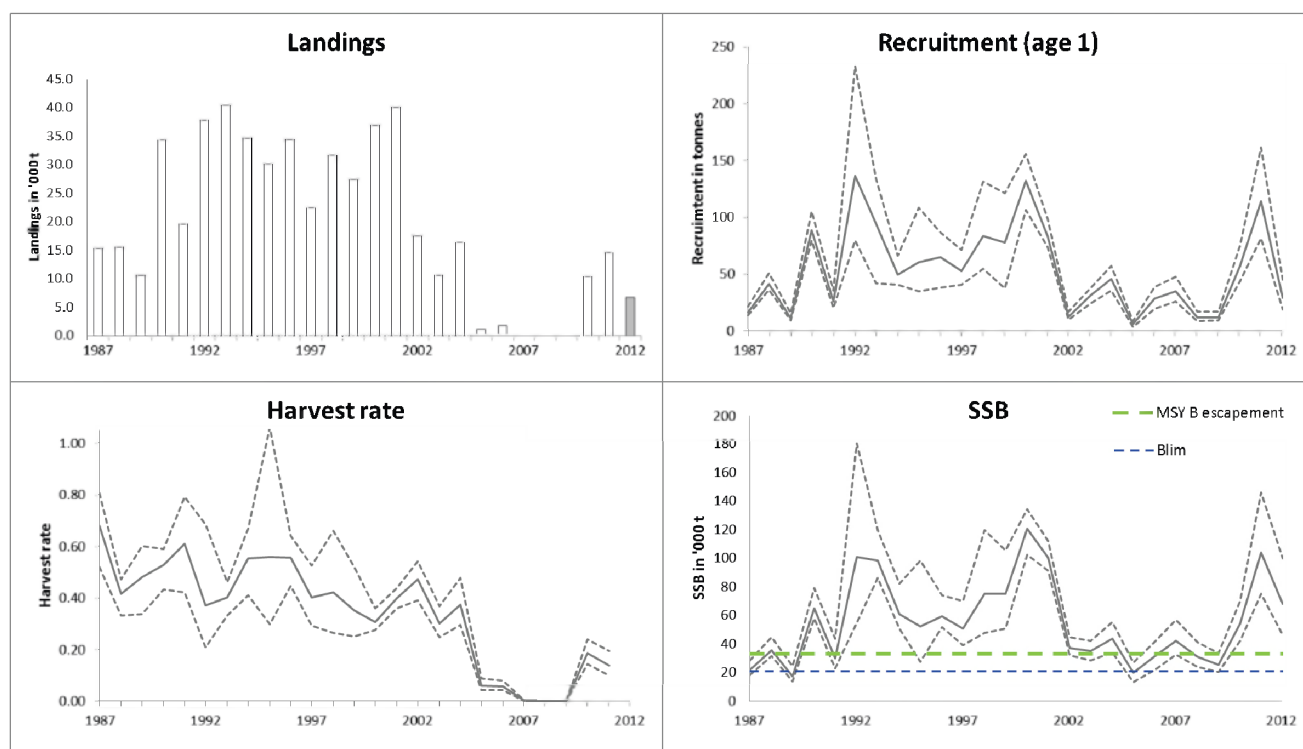 Landings
Landings in '000 t
45.0
40.0
35.0
30.0
25.0
20.0
15.0
10.0
5.0
0.0
1987 1992 1997 2002 2007 2012
Recruitment (age 1)
Recruimtent in tonnes
250
200
150
100
50
0
1987 1992 1997 2002 2007 2012
Harvest rate
Harvest rate
1.00
0.80
0.60
0.40
0.20
0.00
1987 1992 1997 2002 2007 2012
SSB
SSB in '000 t
200
180
160
140
120
100
80
60
40
20
0
1987 1992 1997 2002 2007 2012
MSY B escapement
Blim